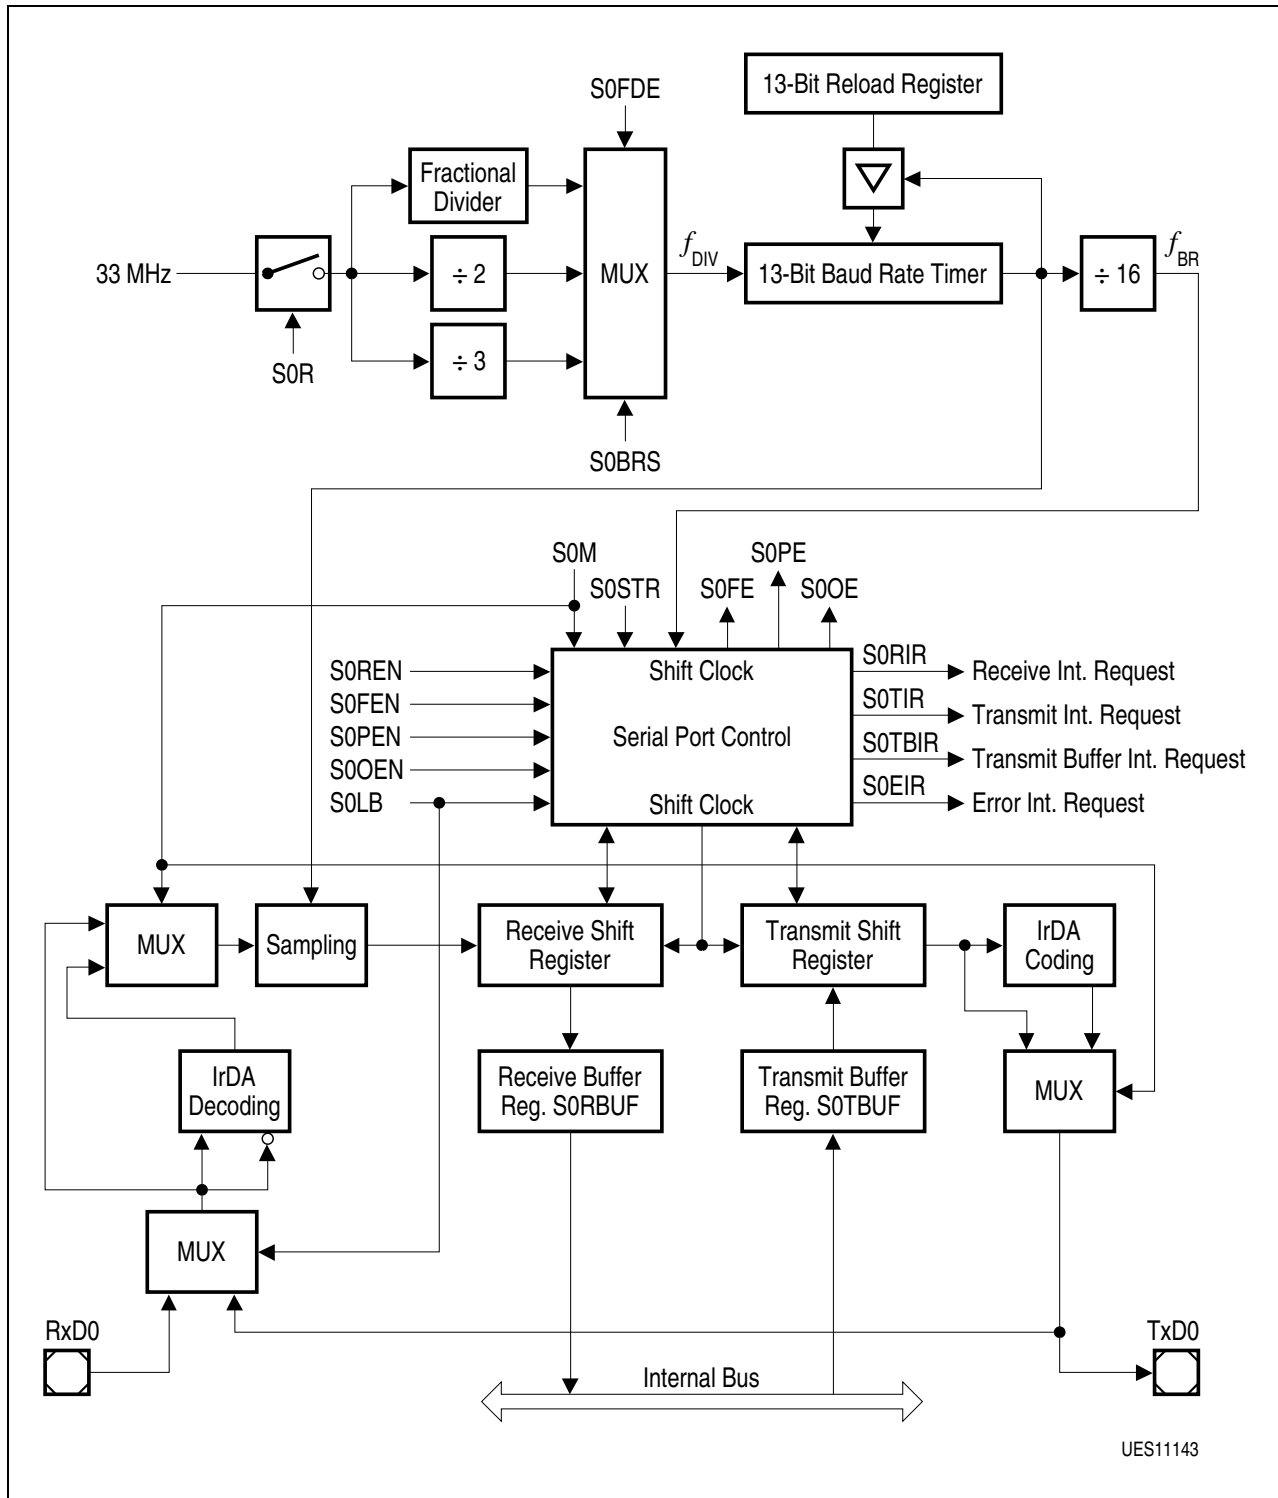 13-Bit Reload Register
S0FDE
Fractional
Divider
33 MHz
÷ 2
MUX
fDIV
13-Bit Baud Rate Timer
÷ 16
fBR
÷ 3
S0R
S0BRS
S0M
S0STR
S0FE
S0PE
S0OE
S0REN
S0FEN
S0PEN
S0OEN
S0LB
Shift Clock
Serial Port Control
Shift Clock
S0RIR
Receive Int. Request
S0TIR
Transmit Int. Request
S0TBIR
Transmit Buffer Int. Request
S0EIR
Error Int. Request
MUX
Sampling
Receive Shift
Register
Transmit Shift
Register
IrDA
Coding
IrDA
Decoding
Receive Buffer
Reg. S0RBUF
Transmit Buffer
Reg. S0TBUF
MUX
MUX
RxD0
TxD0
Internal Bus
UES11143